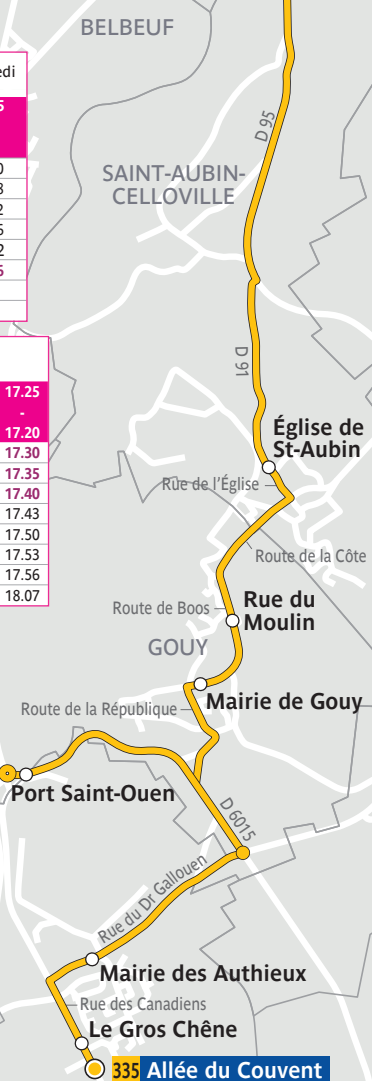 BELBEUF
D 95
SAINT-AUBIN-
CELLOVILLE
D 91
17.25
-
17.20
17.30
17.35
17.40
17.43
17.50
17.53
17.56
18.07
Église de
St-Aubin
Rue de l'Église
Route de la Côte
Route de Boos
Rue du
Moulin
GOUY
Mairie de Gouy
Route de la République
Port Saint-Ouen
D 6015
Rue du Dr Gallouen
Mairie des Authieux
Rue des Canadiens
Le Gros Chêne
335 Allée du Couvent